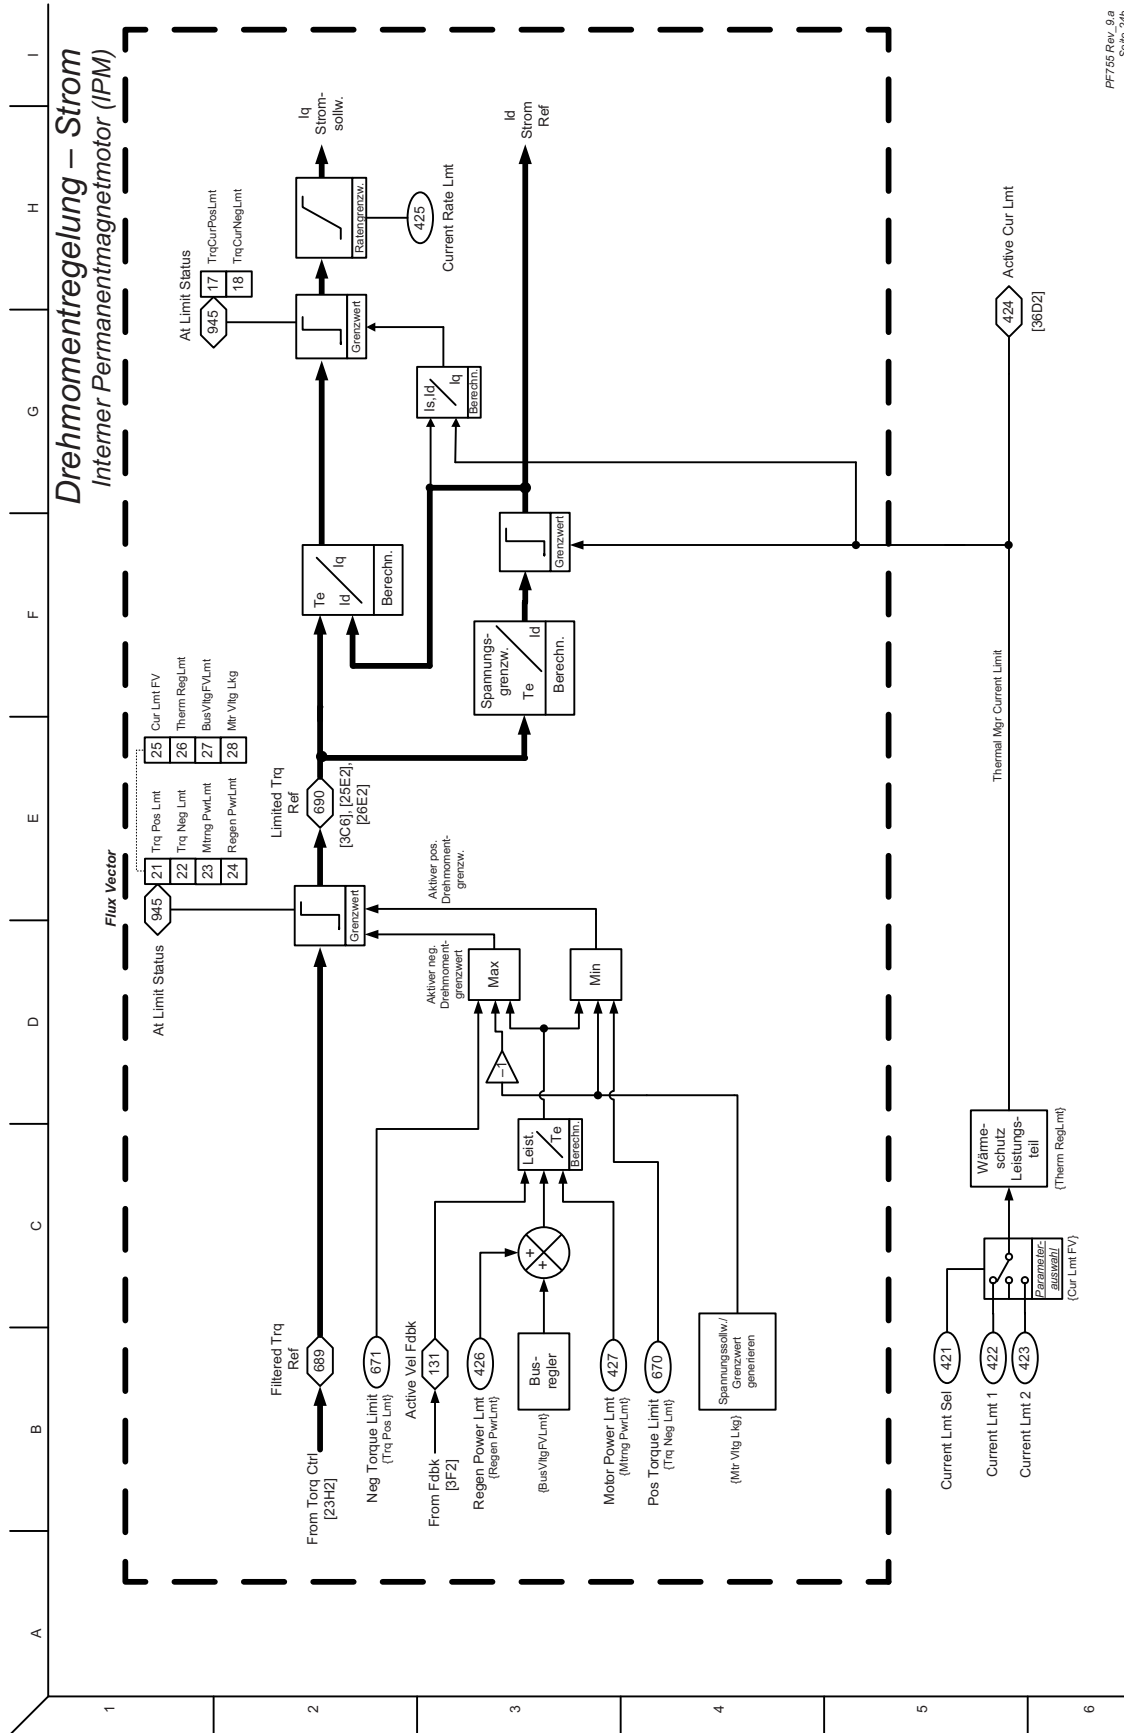 Drehmomentregelung – Strom
Interner Permanentmagnetmotor (IPM)
A
B
C
D
E
F
G
H
I
1
2
3
4
5
6
Flux Vector
At Limit Status
945
21 Trq Pos Lmt
22 Trq Neg Lmt
23 Mtrng PwrLmt
24 Regen PwrLmt
25 Cur Lmt FV
26 Therm RegLmt
27 BusVltgFVLmt
28 Mtr Vltg Lkg
At Limit Status
945
17 TrqCurPosLmt
18 TrqCurNegLmt
From Torq Ctrl
[23H2]
Filtered Trq
Ref
689
Grenzwert
Limited Trq
Ref
690
[3C6], [25E2],
[26E2]
Te
Iq
Id
Berechn.
Grenzwert
Ratengrenzw.
Iq
Strom-
sollw.
425
Current Rate Lmt
Neg Torque Limit
{Trq Pos Lmt}
671
Aktiver neg.
Drehmoment-
grenzwert
Aktiver pos.
Drehmoment-
grenzw.
Is,Id
Iq
Berechn.
From Fdbk
[3F2]
Active Vel Fdbk
131
Regen Power Lmt
{Regen PwrLmt}
426
Bus-
regler
{BusVltgFVLmt}
+
+
Leist.
Te
Berechn.
–1
Max
Min
Spannungs-
grenzw.
Te
Id
Berechn.
Grenzwert
Id
Strom
Ref
Motor Power Lmt
{Mtrng PwrLmt}
427
Pos Torque Limit
{Trq Neg Lmt}
670
Spannungssollw./
Grenzwert
generieren
{Mtr Vltg Lkg}
Current Lmt Sel
421
Current Lmt 1
422
Current Lmt 2
423
Parameter-
auswahl
{Cur Lmt FV}
Wärme-
schutz
Leistungs-
teil
{Therm RegLmt}
Thermal Mgr Current Limit
424
Active Cur Lmt
[36D2]
PF755 Rev_9.a